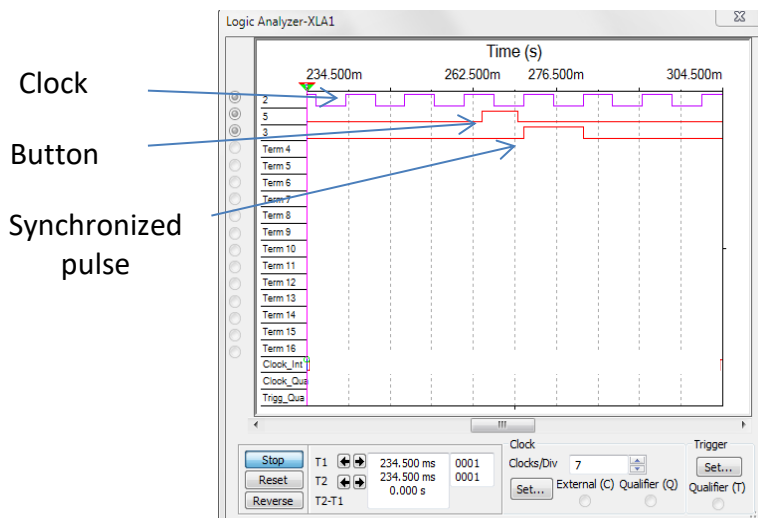 Logic Analyzer-XLA1
Time (s)
234.500m 262.500m 276.500m 304.500m
Clock
Button
Synchronized
pulse
2
5
3
Term 4
Term 5
Term 6
Term 7
Term 8
Term 9
Term 10
Term 11
Term 12
Term 13
Term 14
Term 15
Term 16
Clock_Int
Clock_Qua
Trigg_Qua
Stop
Reset
Reverse
T1 234.500 ms 0001
T2 234.500 ms 0001
T2-T1 0.000 s
Clock
Clocks/Div 7
Set... External (C) Qualifier (Q)
Trigger
Set...
Qualifier (T)